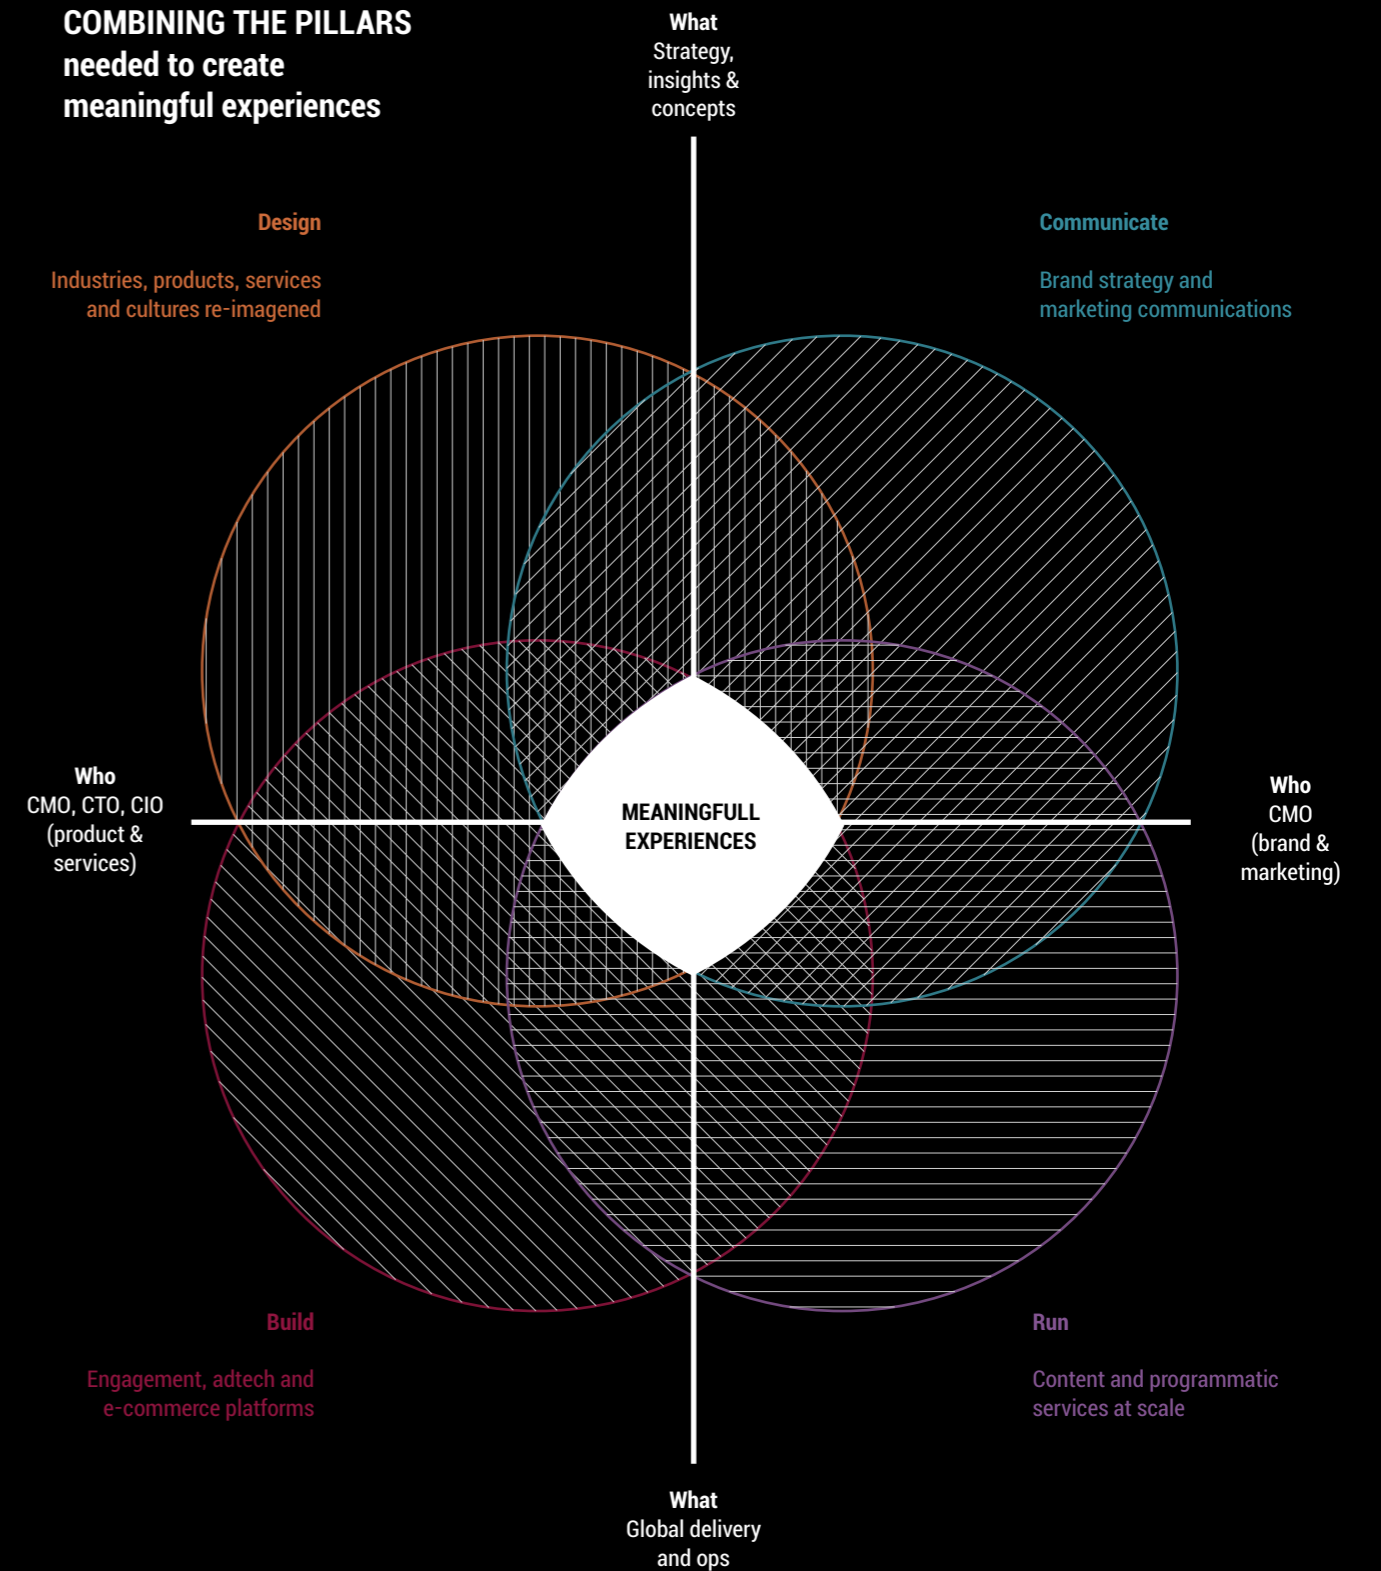 COMBINING THE PILLARS
needed to create
meaningful experiences
What
Strategy,
insights &
concepts
Design
Industries, products, services
and cultures re-imagened
Communicate
Brand strategy and
marketing communications
Who
CMO, CTO, CIO
(product &
services)
MEANINGFULL
EXPERIENCES
Who
CMO
(brand &
marketing)
Build
Engagement, adtech and
e-commerce platforms
Run
Content and programmatic
services at scale
What
Global delivery
and ops